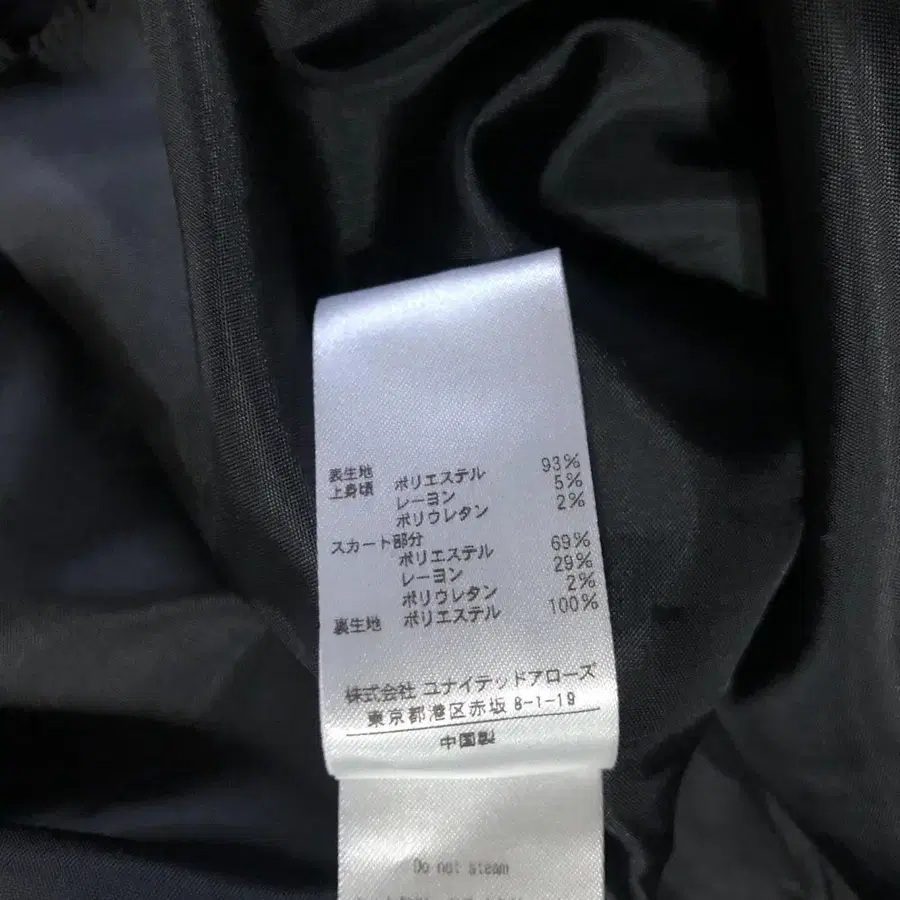 表生地
上身頃 ポリエステル 93%
レーヨン 5%
ポリウレタン 2%
スカート部分
ポリエステル 69%
レーヨン 29%
ポリウレタン 2%
裏生地 ポリエステル 100%
株式会社 ユナイテッドアローズ
東京都港区赤坂 8-1-19
中国製
Do not steam